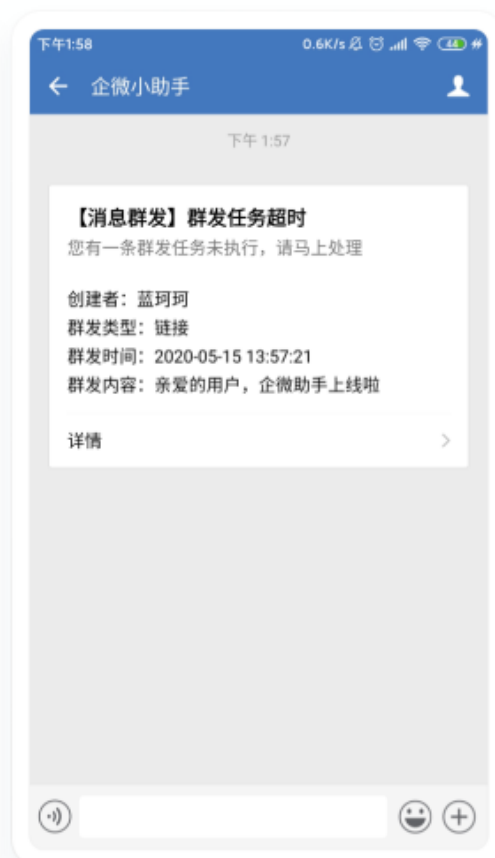 下午1:58
0.6K/s
44
企微小助手
下午 1:57
【消息群发】群发任务超时
您有一条群发任务未执行，请马上处理
创建者：蓝珂珂
群发类型：链接
群发时间：2020-05-15 13:57:21
群发内容：亲爱的用户，企微助手上线啦
详情